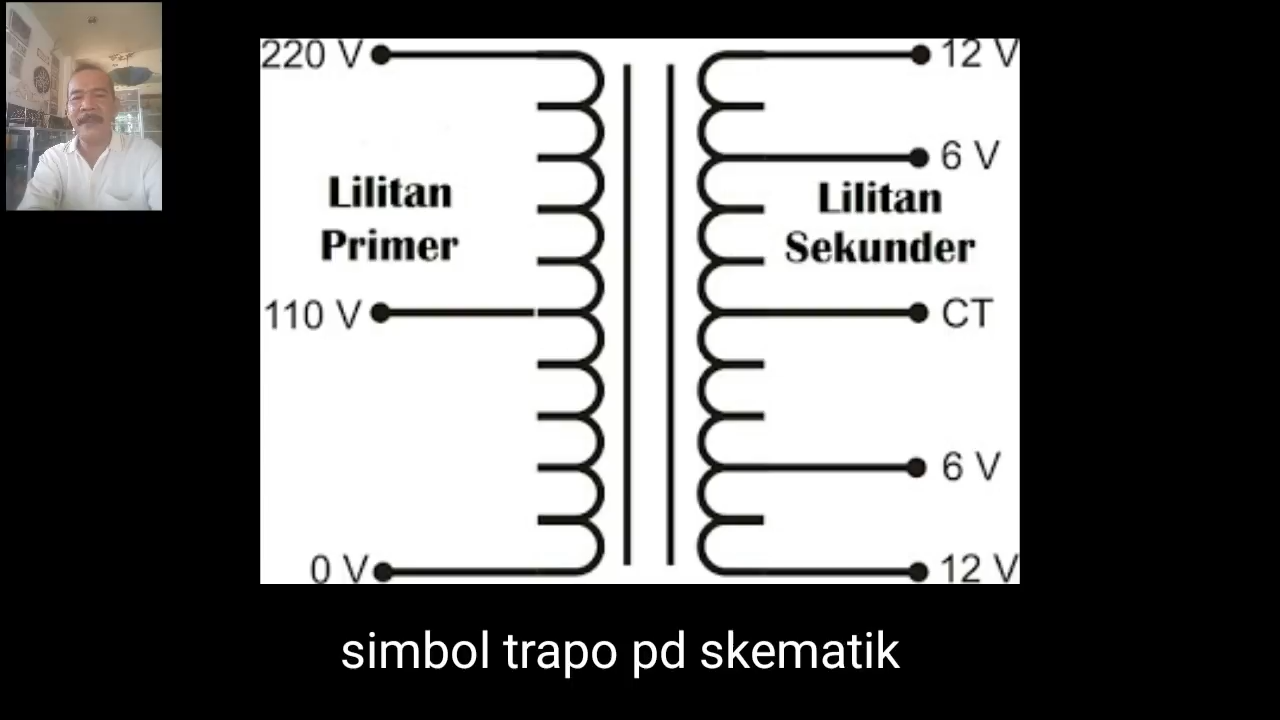 220 V
12 V
6 V
Lilitan
Primer
Lilitan
Sekunder
110 V
CT
6 V
0 V
12 V
simbol trapo pd skematik